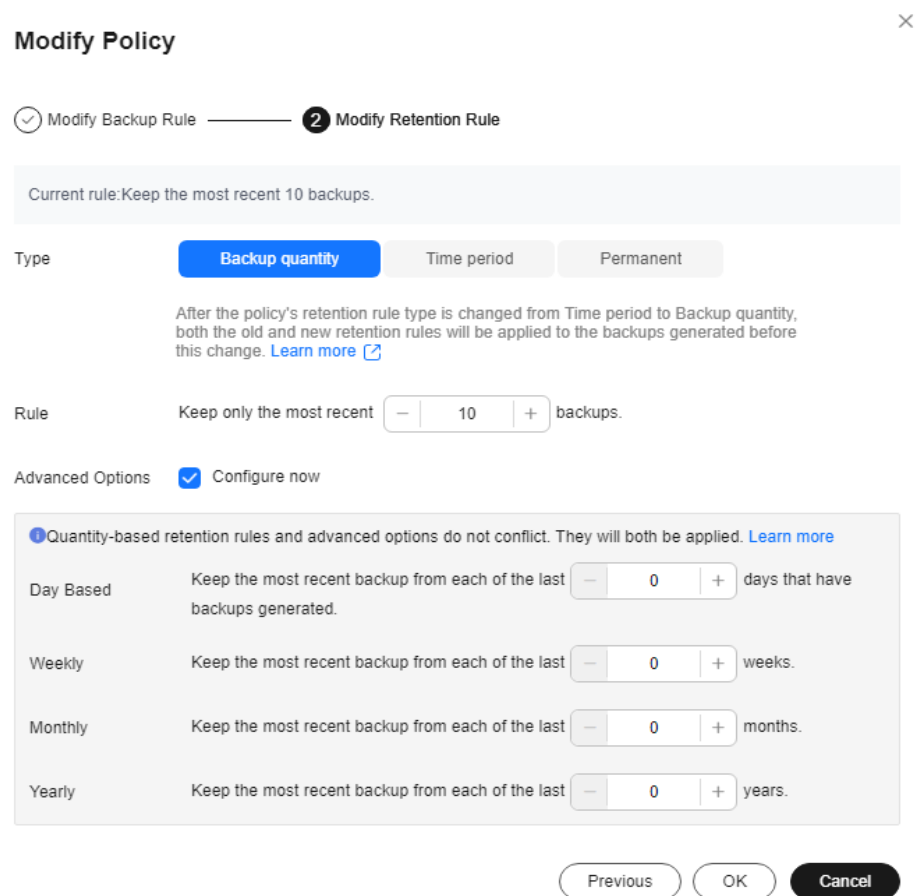 Modify Policy
Modify Backup Rule 2 Modify Retention Rule
Current rule:Keep the most recent 10 backups.
Type Backup quantity Time period Permanent
After the policy's retention rule type is changed from Time period to Backup quantity,
both the old and new retention rules will be applied to the backups generated before
this change. Learn more
Rule Keep only the most recent − 10 + backups.
Advanced Options Configure now
Quantity-based retention rules and advanced options do not conflict. They will both be applied. Learn more
Day Based Keep the most recent backup from each of the last − 0 + days that have
backups generated.
Weekly Keep the most recent backup from each of the last − 0 + weeks.
Monthly Keep the most recent backup from each of the last − 0 + months.
Yearly Keep the most recent backup from each of the last − 0 + years.
Previous OK Cancel